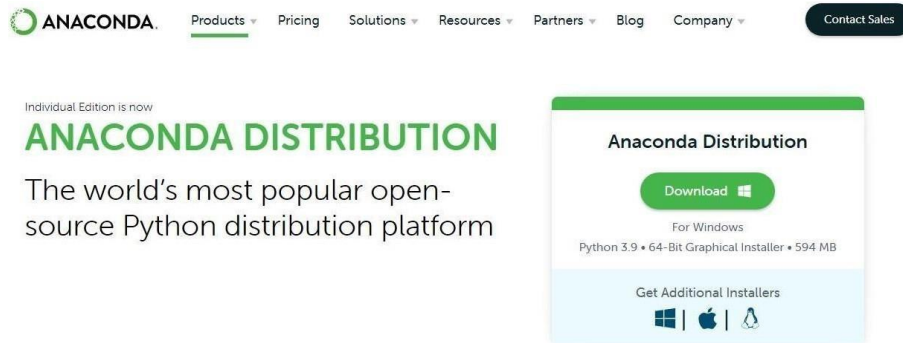 ANACONDA.
Products Pricing Solutions Resources Partners Blog Company Contact Sales
Individual Edition is now
ANACONDA DISTRIBUTION
The world's most popular open-
source Python distribution platform
Anaconda Distribution
Download
For Windows
Python 3.9 • 64-Bit Graphical Installer • 594 MB
Get Additional Installers